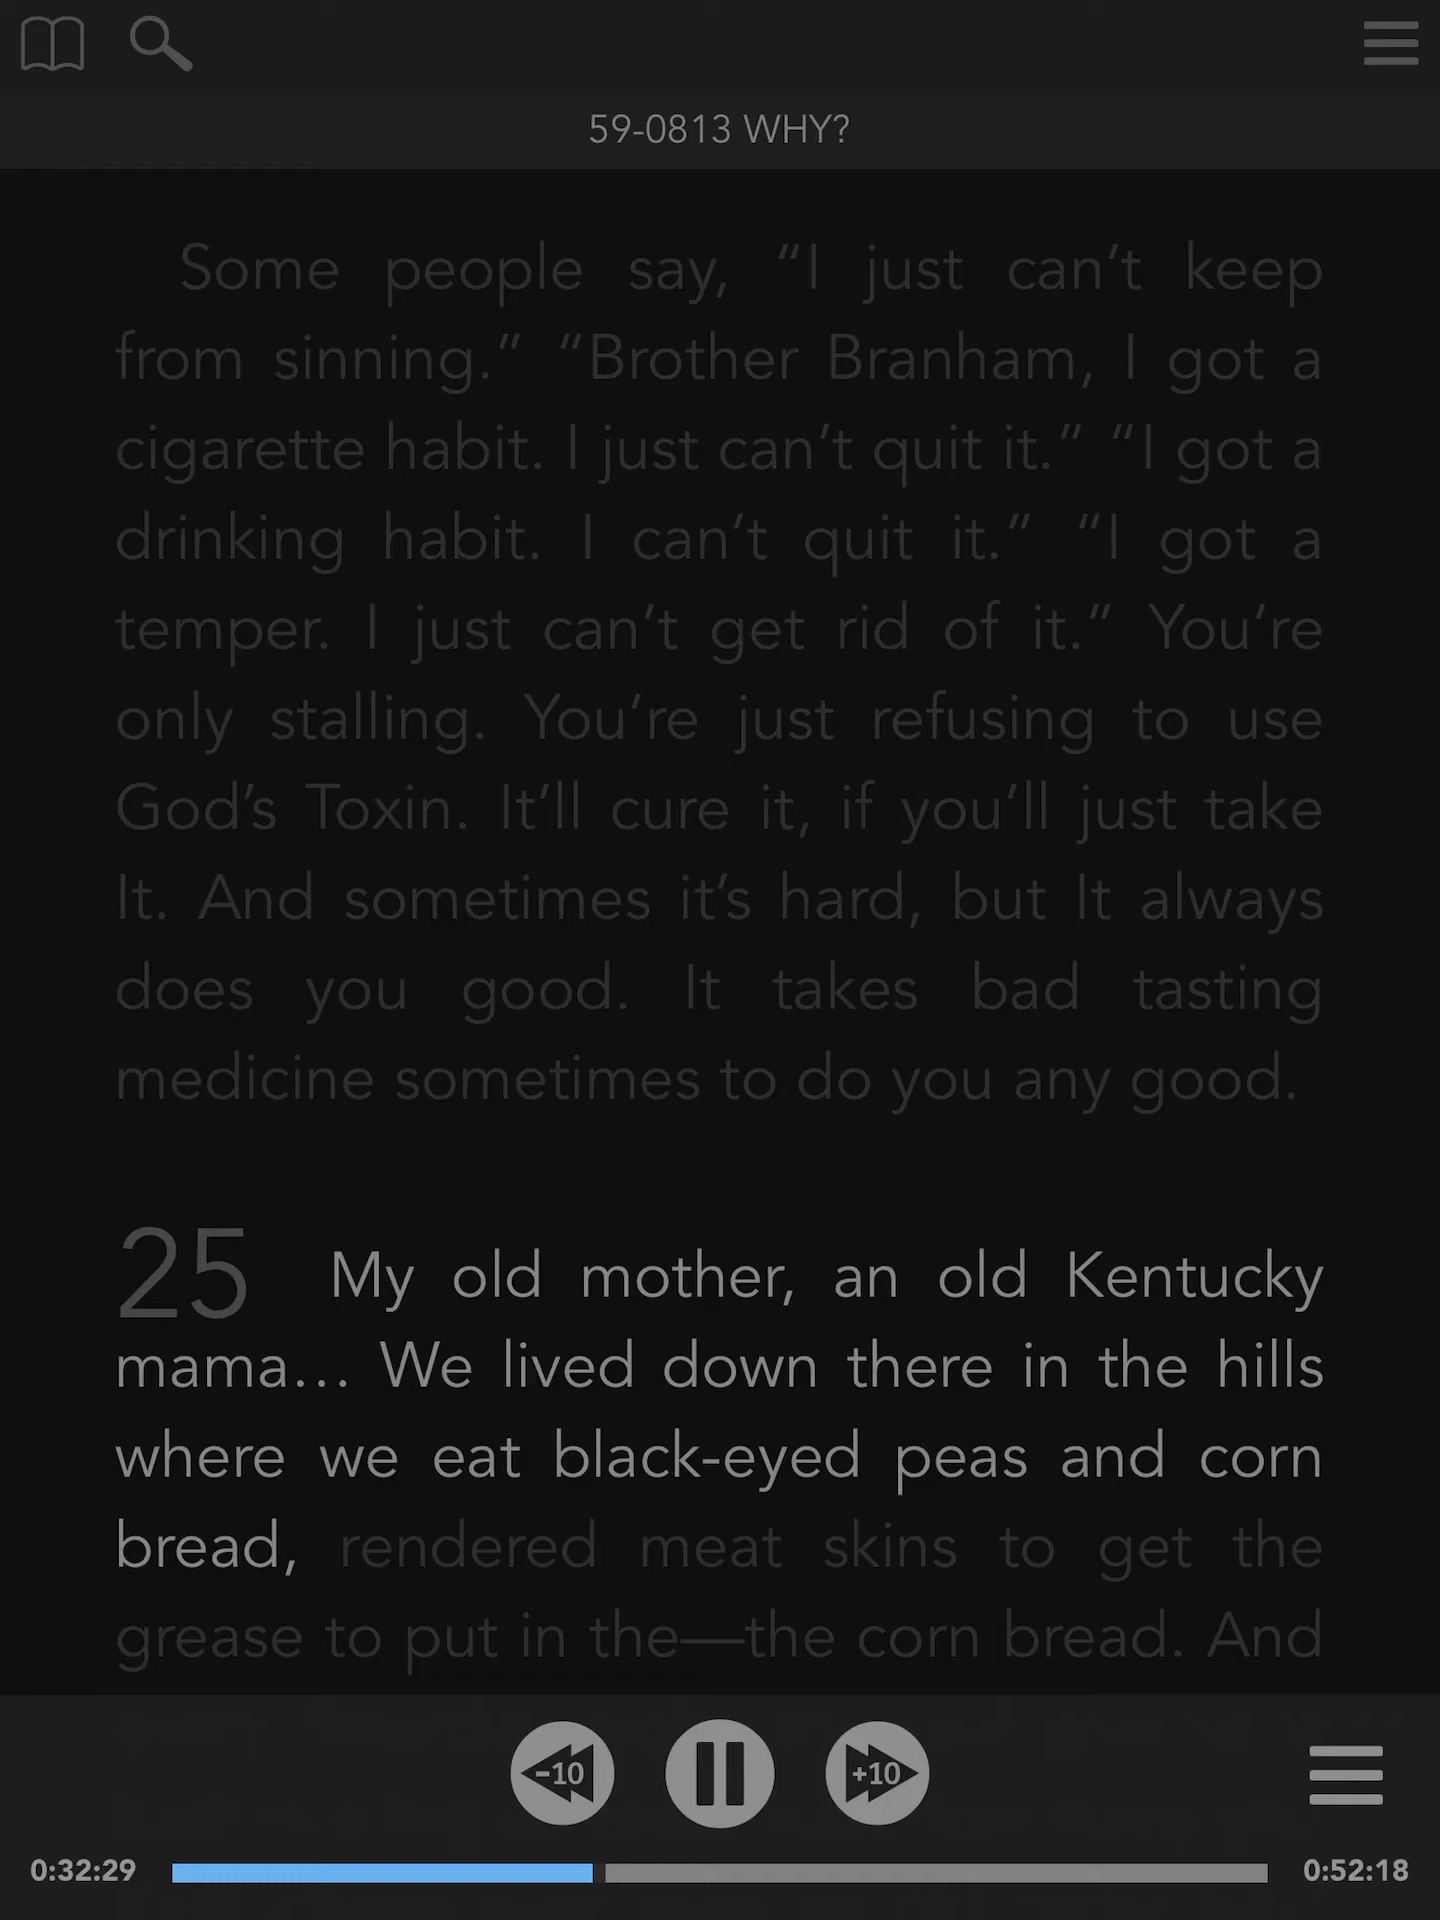 59-0813 WHY?
Some people say, “I just can’t keep
from sinning.” “Brother Branham, I got a
cigarette habit. I just can’t quit it.” “I got a
drinking habit. I can’t quit it.” “I got a
temper. I just can’t get rid of it.” You’re
only stalling. You’re just refusing to use
God’s Toxin. It’ll cure it, if you’ll just take
It. And sometimes it’s hard, but It always
does you good. It takes bad tasting
medicine sometimes to do you any good.
25 My old mother, an old Kentucky
mama… We lived down there in the hills
where we eat black-eyed peas and corn
bread, rendered meat skins to get the
grease to put in the—the corn bread. And
-10 +10
0:32:29 0:52:18